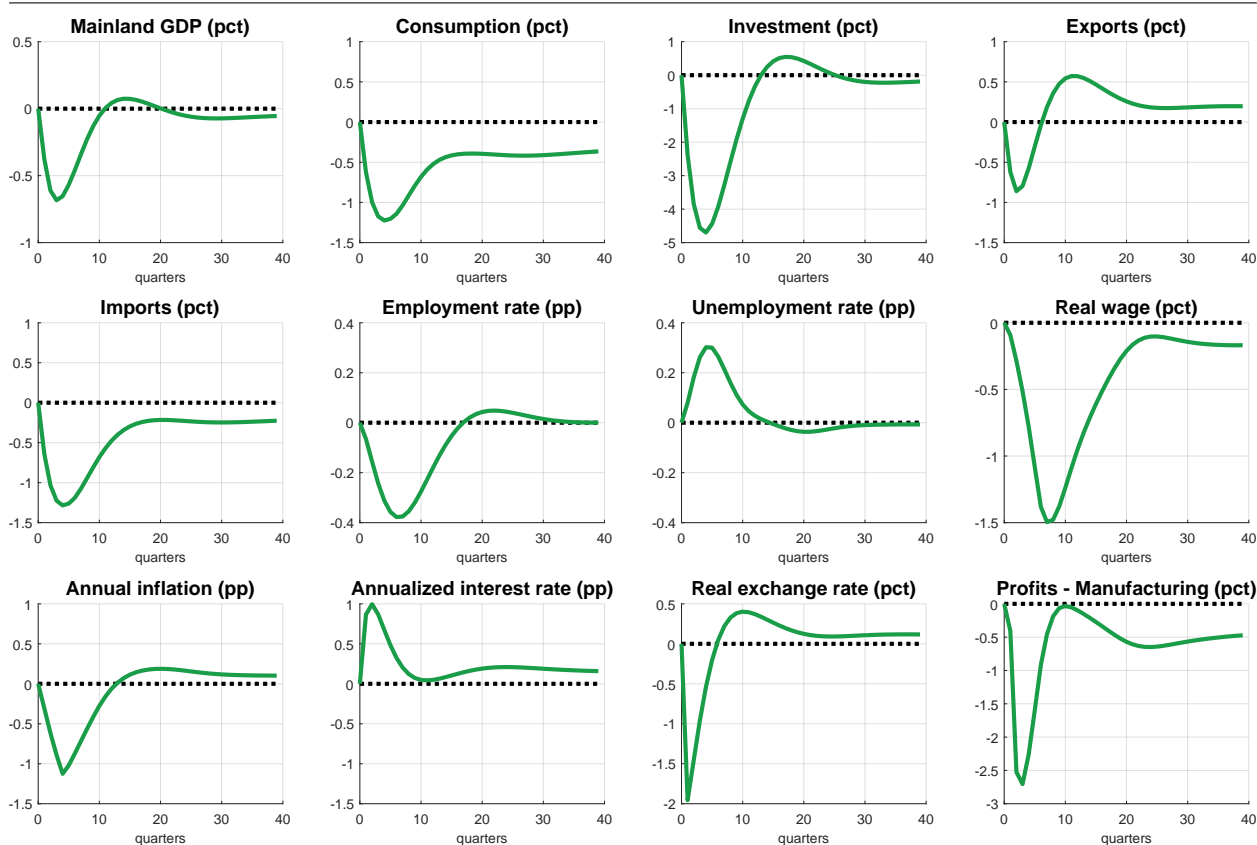 Mainland GDP (pct)
0.5
0
-0.5
-1
0 10 20 30 40
quarters
Consumption (pct)
1
0.5
0
-0.5
-1
-1.5
0 10 20 30 40
quarters
Investment (pct)
1
0
-1
-2
-3
-4
-5
0 10 20 30 40
quarters
Exports (pct)
1
0.5
0
-0.5
-1
-1.5
0 10 20 30 40
quarters
Imports (pct)
1
0.5
0
-0.5
-1
-1.5
0 10 20 30 40
quarters
Employment rate (pp)
0.4
0.2
0
-0.2
-0.4
0 10 20 30 40
quarters
Unemployment rate (pp)
0.4
0.2
0
-0.2
-0.4
0 10 20 30 40
quarters
Real wage (pct)
0
-0.5
-1
-1.5
0 10 20 30 40
quarters
Annual inflation (pp)
1
0.5
0
-0.5
-1
-1.5
0 10 20 30 40
quarters
Annualized interest rate (pp)
1
0.5
0
-0.5
-1
-1.5
0 10 20 30 40
quarters
Real exchange rate (pct)
0.5
0
-0.5
-1
-1.5
-2
0 10 20 30 40
quarters
Profits - Manufacturing (pct)
0
-0.5
-1
-1.5
-2
-2.5
-3
0 10 20 30 40
quarters